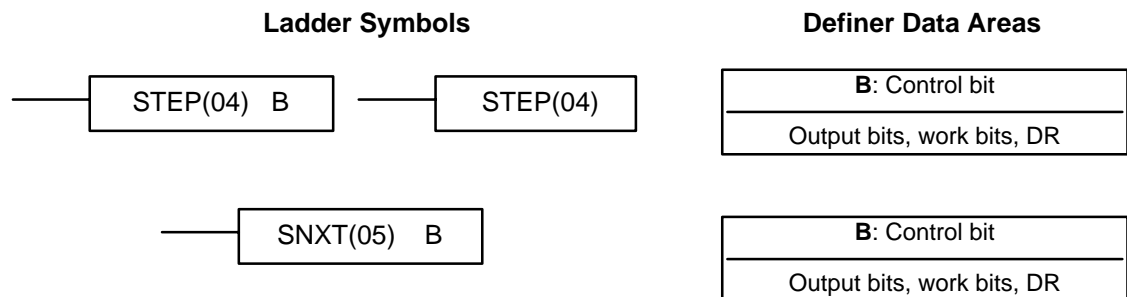 Ladder Symbols
Definer Data Areas
STEP(04) B
STEP(04)
B: Control bit
Output bits, work bits, DR
SNXT(05) B
B: Control bit
Output bits, work bits, DR